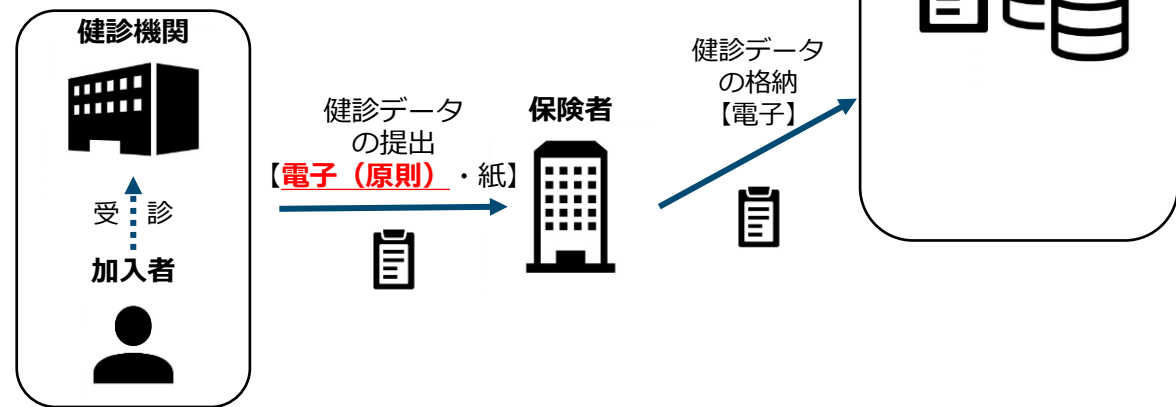 健診機関
受診
加入者
健診データ
の提出
【電子（原則）・紙】
保険者
健診データ
の格納
【電子】